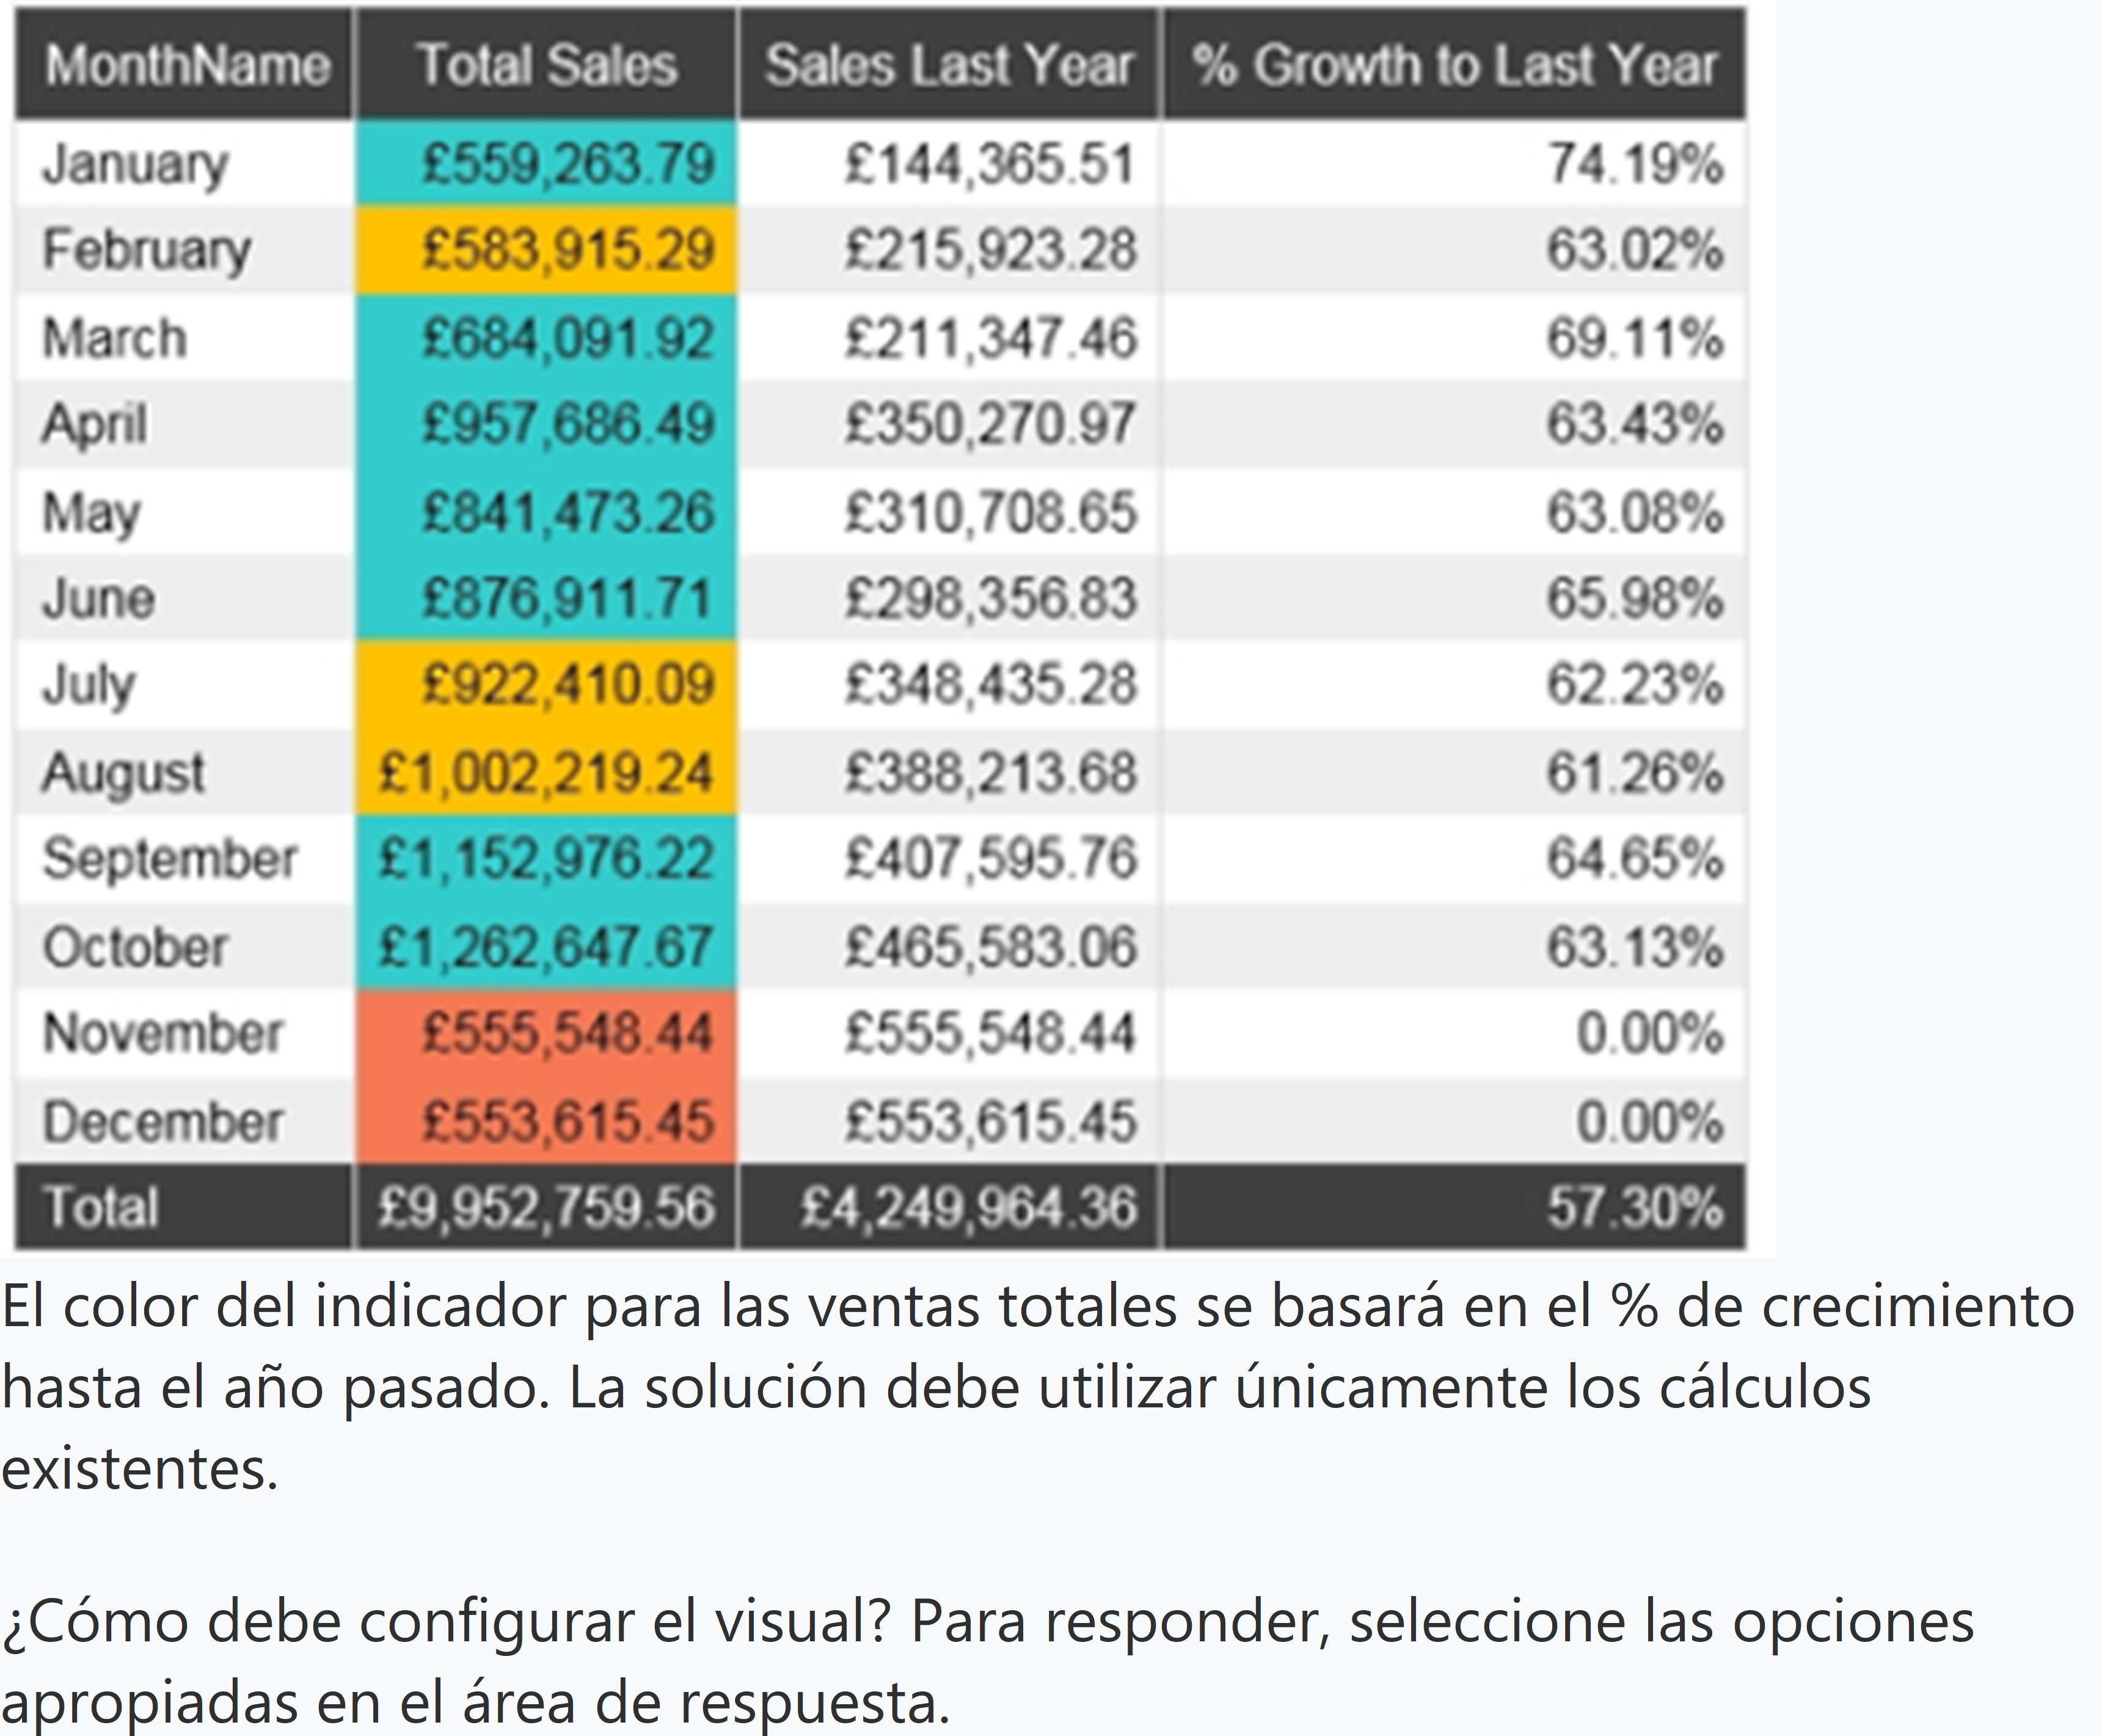 MonthName Total Sales Sales Last Year % Growth to Last Year
January £559,263.79 £144,365.51 74.19%
February £583,915.29 £215,923.28 63.02%
March £684,091.92 £211,347.46 69.11%
April £957,686.49 £350,270.97 63.43%
May £841,473.26 £310,708.65 63.08%
June £876,911.71 £298,356.83 65.98%
July £922,410.09 £348,435.28 62.23%
August £1,002,219.24 £388,213.68 61.26%
September £1,152,976.22 £407,595.76 64.65%
October £1,262,647.67 £465,583.06 63.13%
November £555,548.44 £555,548.44 0.00%
December £553,615.45 £553,615.45 0.00%
Total £9,952,759.56 £4,249,964.36 57.30%
El color del indicador para las ventas totales se basará en el % de crecimiento
hasta el año pasado. La solución debe utilizar únicamente los cálculos
existentes.
¿Cómo debe configurar el visual? Para responder, seleccione las opciones
apropiadas en el área de respuesta.